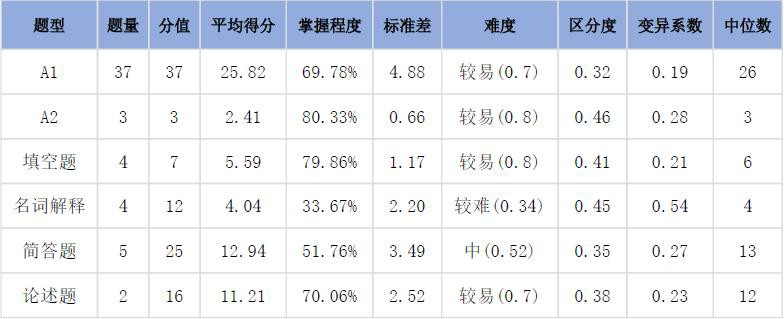 题型 题量 分值 平均得分 掌握程度 标准差 难度 区分度 变异系数 中位数
A1 37 37 25.82 69.78% 4.88 较易(0.7) 0.32 0.19 26
A2 3 3 2.41 80.33% 0.66 较易(0.8) 0.46 0.28 3
填空题 4 7 5.59 79.86% 1.17 较易(0.8) 0.41 0.21 6
名词解释 4 12 4.04 33.67% 2.20 较难(0.34) 0.45 0.54 4
简答题 5 25 12.94 51.76% 3.49 中(0.52) 0.35 0.27 13
论述题 2 16 11.21 70.06% 2.52 较易(0.7) 0.38 0.23 12